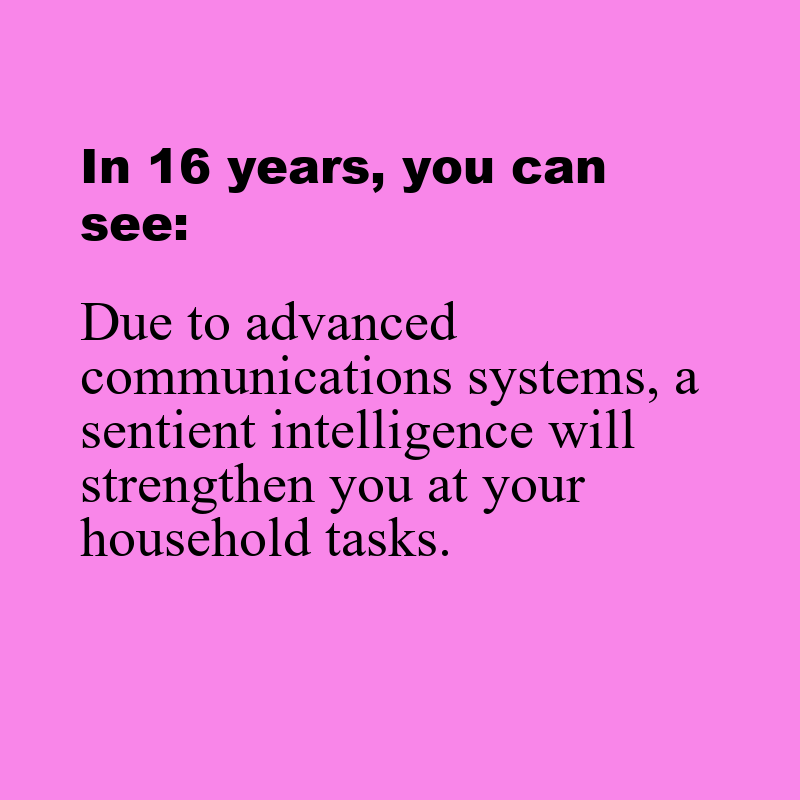 In 16 years, you can
see:
Due to advanced
communications systems, a
sentient intelligence will
strengthen you at your
household tasks.